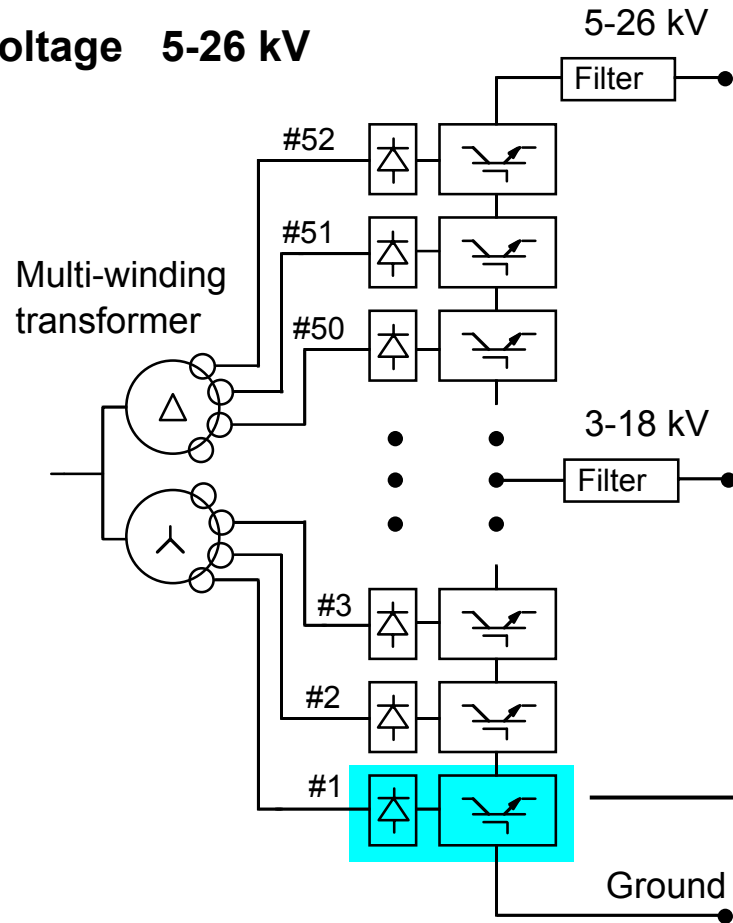 5-26 kV
5-26 kV
Filter
#52
#51
Multi-winding
transformer
#50
3-18 kV
Filter
#3
#2
#1
Ground